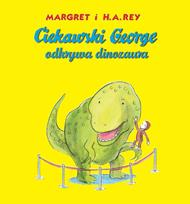 MARGRET i H.A.REY
Ciekawski George
odkrywa dinozaura